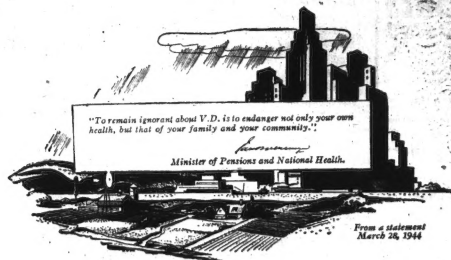 "To remain ignorant about V.D. is to endanger not only your own
health, but that of your family and your community."
Minister of Pensions and National Health.
From a statement
March 28, 1944